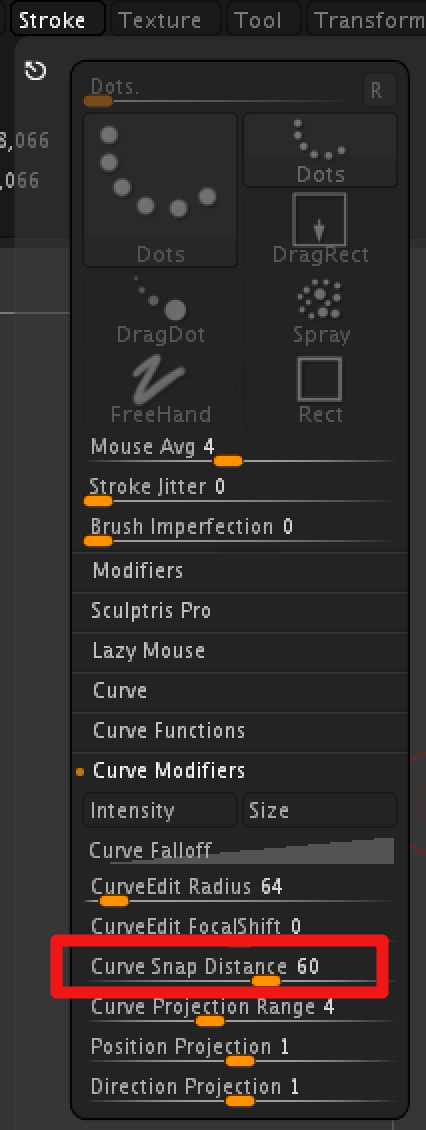 Stroke Texture Tool Transform
Dots. R
8,066
,066
Dots Dots
DragRect
DragDot Spray
FreeHand Rect
Mouse Avg 4
Stroke Jitter 0
Brush Imperfection 0
Modifiers
Sculptris Pro
Lazy Mouse
Curve
Curve Functions
Curve Modifiers
Intensity Size
Curve Falloff
CurveEdit Radius 64
CurveEdit FocalShift 0
Curve Snap Distance 60
Curve Projection Range 4
Position Projection 1
Direction Projection 1